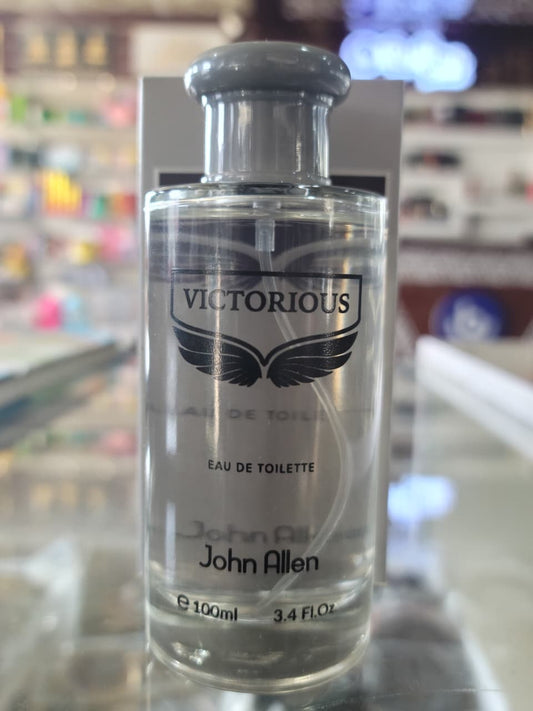 VICTORIOUS
EAU DE TOILETTE
John Allen
e 100ml 3.4 Fl.Oz